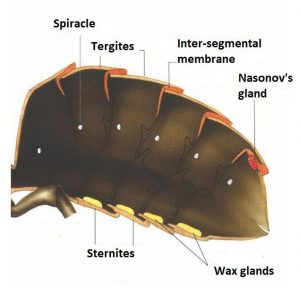 Spiracle
Tergites
Inter-segmental
membrane
Nasonov's
gland
Sternites
Wax glands